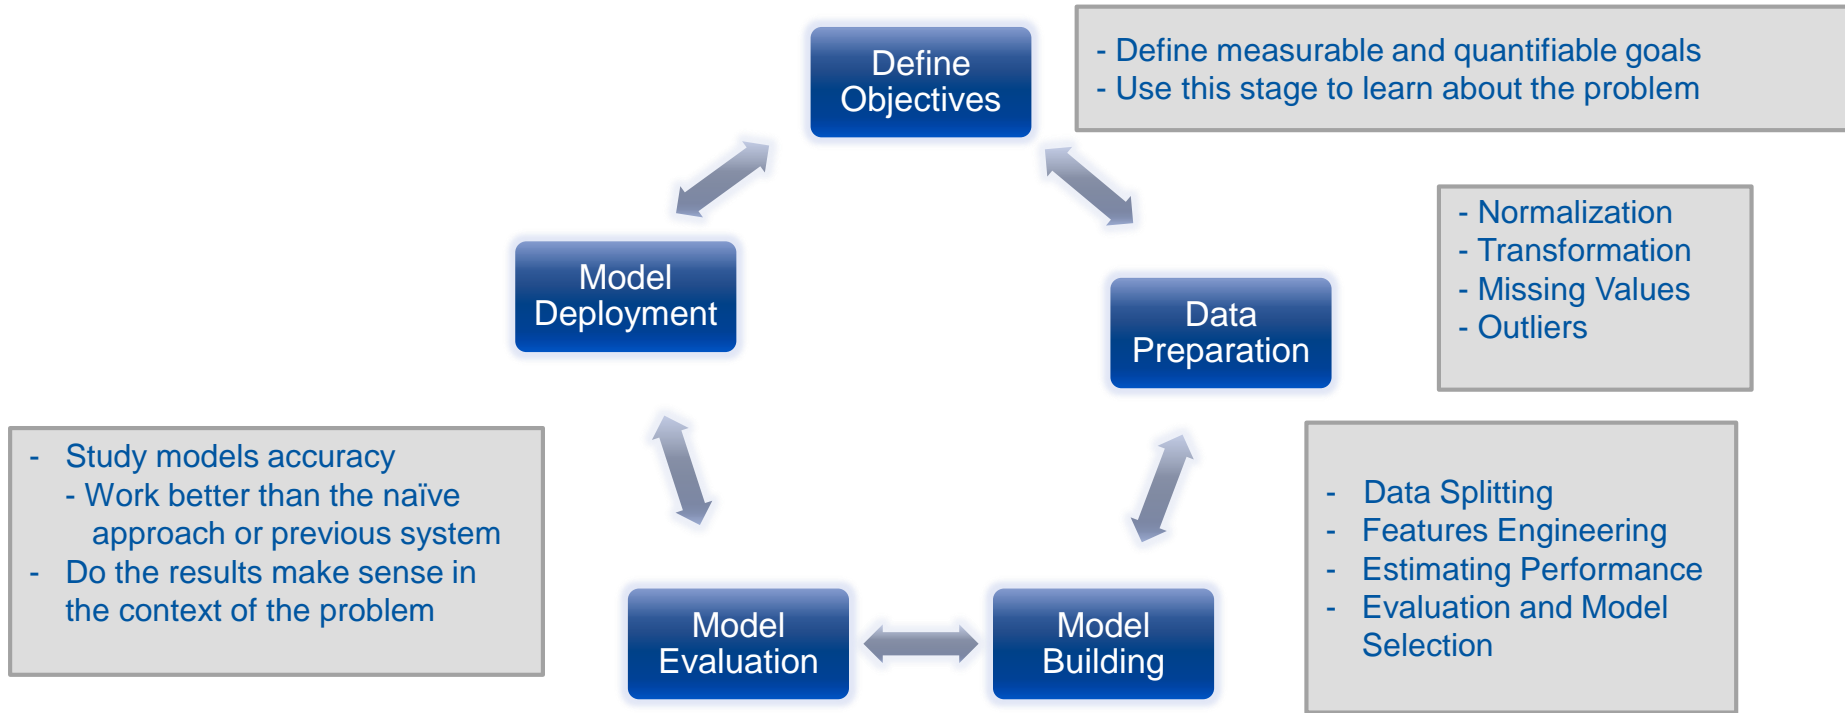 Define
Objectives
- Define measurable and quantifiable goals
- Use this stage to learn about the problem
- Normalization
- Transformation
- Missing Values
- Outliers
Model
Deployment
Data
Preparation
- Study models accuracy
- Work better than the naïve
approach or previous system
- Do the results make sense in
the context of the problem
- Data Splitting
- Features Engineering
- Estimating Performance
- Evaluation and Model
Selection
Model
Evaluation
Model
Building